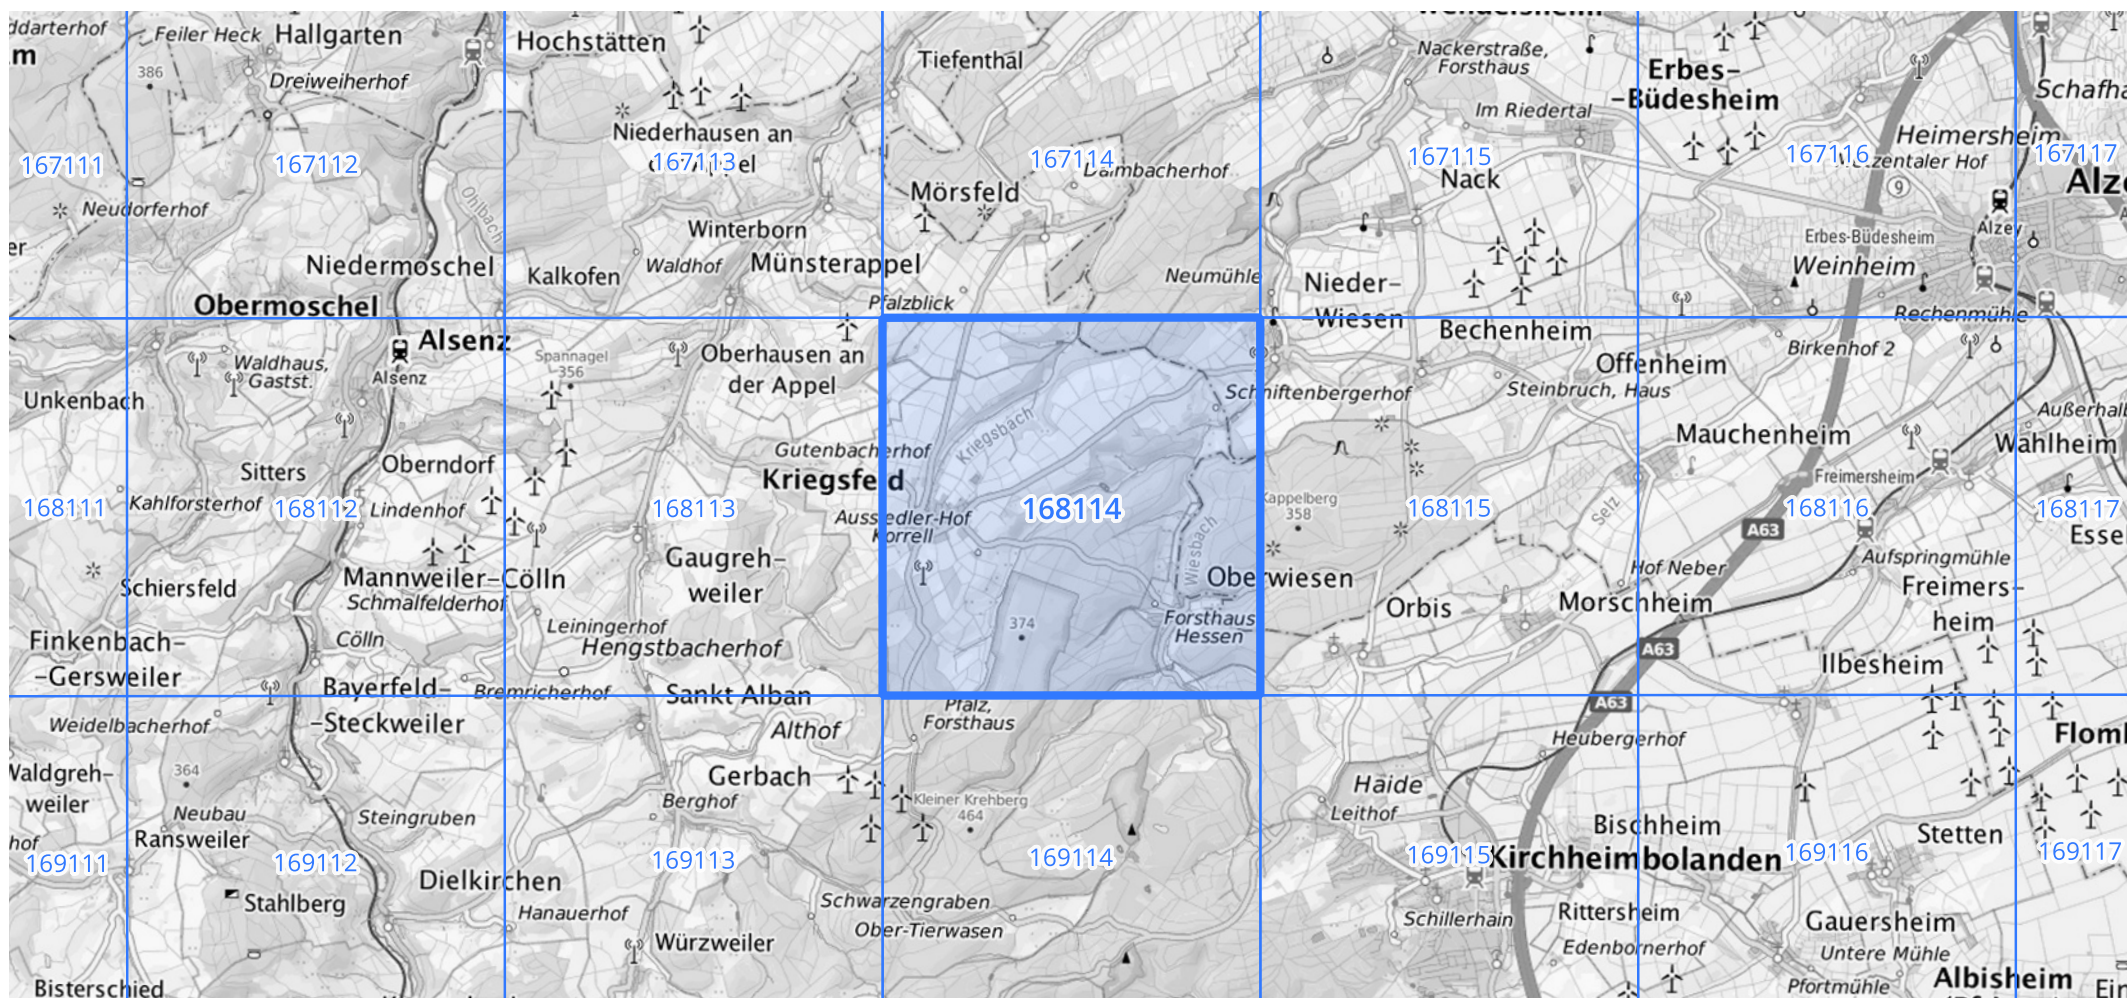 ddarterhof
Feiler Heck
Hallgarten
Hochstätten
Tiefenthal
Nackerstraße,
Forsthaus
Erbes-
-Büdesheim
m
386
Dreiweiherhof
Im Riedertal
Schafha
Niederhausen an
167111
167112
167113
167114
Daimbacherhof
167115
167116
167117
Heimersheim
Nack
9
Alze
Neudorferhof
Ohlbach
Mörsfeld
Winterborn
Alzey
Erbes-Büdesheim
er
Niedermoschel
Kalkofen
Waldhof
Münsterappel
Neumühle
Weinheim
Obermoschel
Pfalzblick
Nieder-
-Wiesen
Rechenmühle
Alsenz
Bechenheim
Birkenhof 2
Waldhaus,
Gastst.
Alsenz
Spannagel
356
Oberhausen an
der Appel
Offenheim
Unkenbach
Schniftenbergerhof
Steinbruch, Haus
Außerhalb
Kriegsbach
Mauchenheim
Wahlheim
Sitters
Oberndorf
Gutenbacherhof
Kriegsfeld
Freimersheim
Kahlforsterhof
Lindenhof
168111
168112
168113
168114
Kappelberg
358
168115
Selz
168116
168117
Aussiedler-Hof
Korrell
A63
Esse
Schiersfeld
Mannweiler-Cölln
Schmalfelderhof
Gaugreh-
weiler
Wiesbach
Oberwiesen
Hof Neber
Aufspringmühle
Orbis
Morschheim
Freimers-
heim
Finkenbach-
-Gersweiler
Cölln
Leiningerhof
Hengstbacherhof
374
Forsthaus
Hessen
A63
Ilbesheim
Bayerfeld-
-Steckweiler
Bremricherhof
Sankt Alban
Pfalz,
Forsthaus
A63
Weidelbacherhof
Althof
Heubergerhof
Flom
Waldgreh-
weiler
364
Gerbach
Haide
Neubau
Steingruben
Berghof
Kleiner Krehberg
464
Leithof
hof
Ransweiler
Bischheim
Stetten
169111
169112
169113
169114
169115
Kirchheimbolanden
169116
169117
Dielkirchen
Stahlberg
Hanauerhof
Schwarzengraben
Schillerhain
Rittersheim
Gauersheim
Ober-Tierwasen
Würzweiler
Edenbornerhof
Untere Mühle
Bisterschied
Pfortmühle
Albisheim